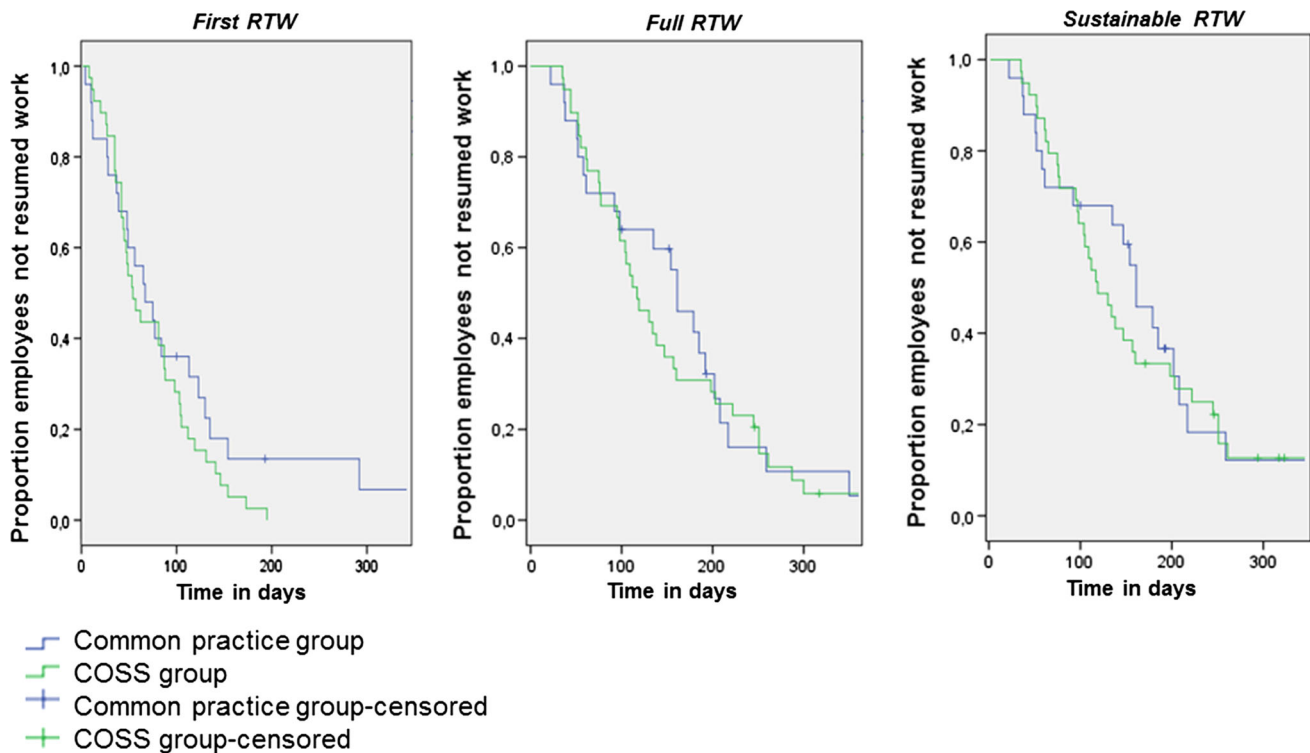 First RTW
Full RTW
Sustainable RTW
Proportion employees not resumed work
1,0
0,8
0,6
0,4
0,2
0,0
0 100 200 300
Time in days
Proportion employees not resumed work
1,0
0,8
0,6
0,4
0,2
0,0
0 100 200 300
Time in days
Proportion employees not resumed work
1,0
0,8
0,6
0,4
0,2
0,0
0 100 200 300
Time in days
Common practice group
COSS group
Common practice group-censored
COSS group-censored